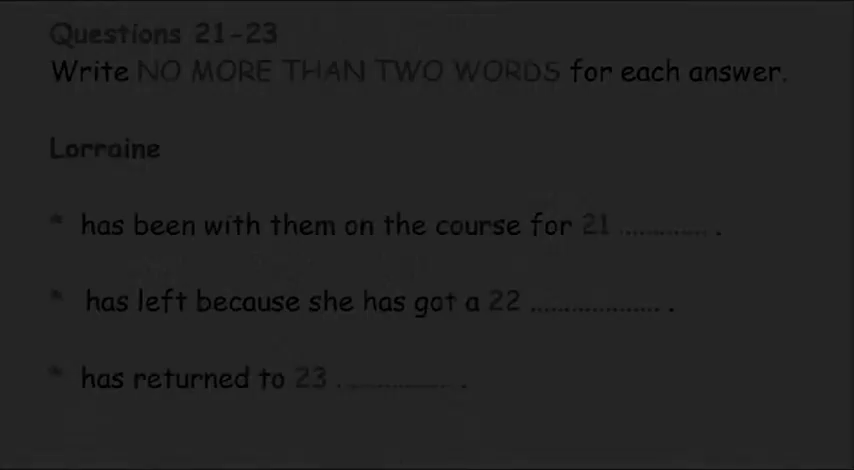 Questions 21-23
Write NO MORE THAN TWO WORDS for each answer.
Lorraine
* has been with them on the course for 21 ............. .
* has left because she has got a 22 ................... .
* has returned to 23 ................ .